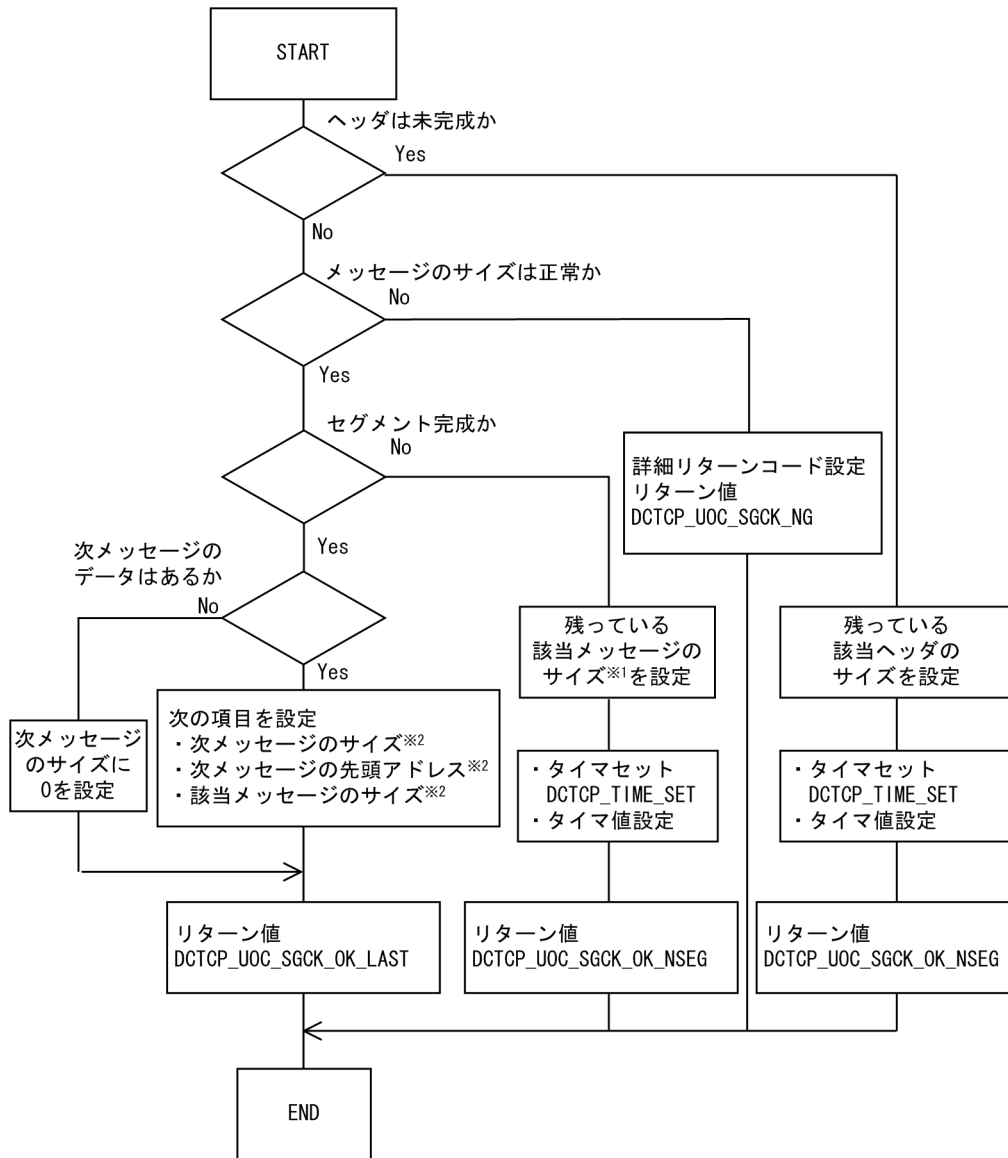 START
ヘッダは未完成か
Yes
No
メッセージのサイズは正常か
No
Yes
セグメント完成か
No
Yes
詳細リターンコード設定
リターン値
DCTCP_UOC_SGCK_NG
次メッセージの
データはあるか
No
Yes
残っている
該当メッセージの
サイズ※1を設定
残っている
該当ヘッダの
サイズを設定
次メッセージ
のサイズに
0を設定
次の項目を設定
・次メッセージのサイズ※2
・次メッセージの先頭アドレス※2
・該当メッセージのサイズ※2
・タイマセット
DCTCP_TIME_SET
・タイマ値設定
・タイマセット
DCTCP_TIME_SET
・タイマ値設定
リターン値
DCTCP_UOC_SGCK_OK_LAST
リターン値
DCTCP_UOC_SGCK_OK_NSEG
リターン値
DCTCP_UOC_SGCK_OK_NSEG
END